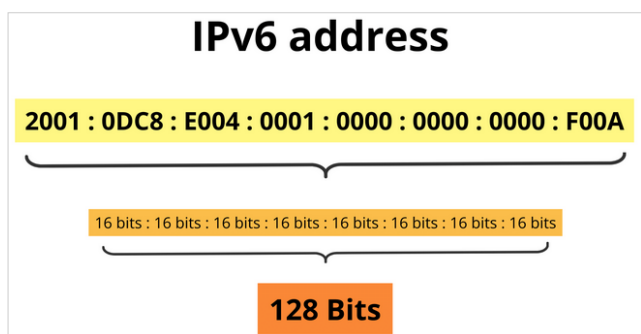 IPv6 address
2001 : 0DC8 : E004 : 0001 : 0000 : 0000 : 0000 : F00A
16 bits : 16 bits : 16 bits : 16 bits : 16 bits : 16 bits : 16 bits : 16 bits
128 Bits